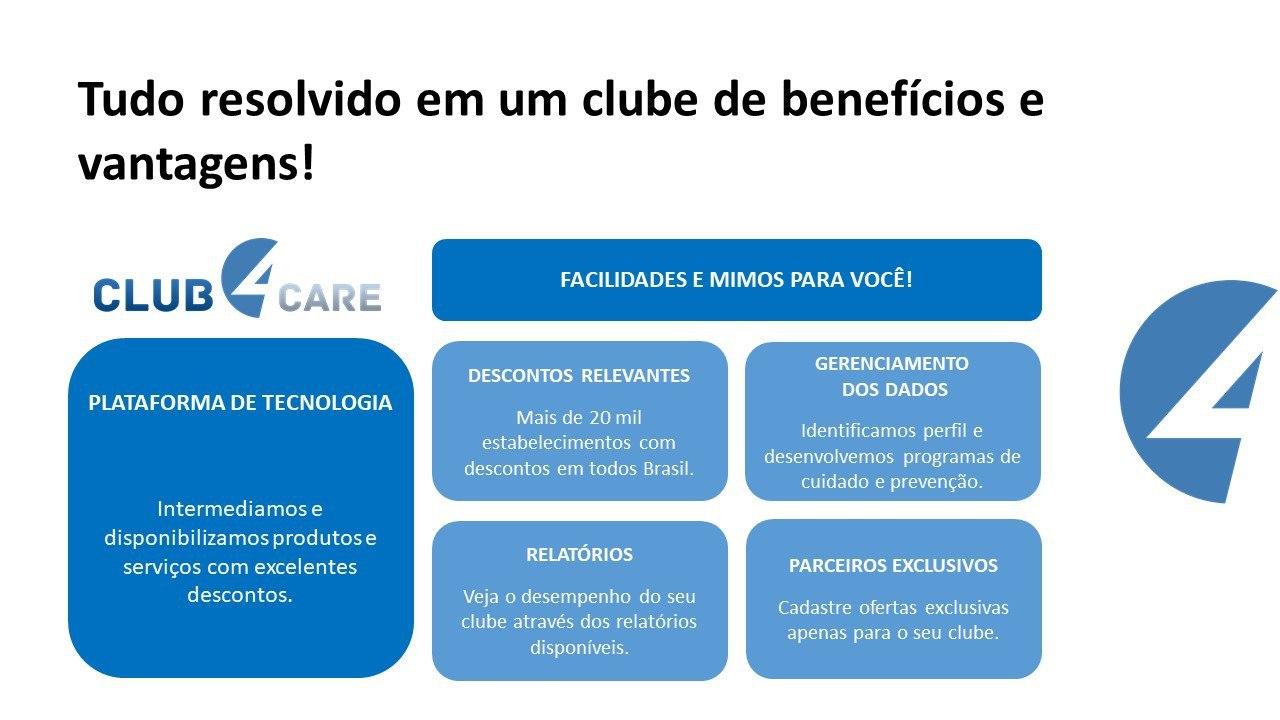 Tudo resolvido em um clube de benefícios e
vantagens!
CLUB 4 CARE
FACILIDADES E MIMOS PARA VOCÊ!
PLATAFORMA DE TECNOLOGIA
Intermediamos e
disponibilizamos produtos e
serviços com excelentes
descontos.
DESCONTOS RELEVANTES
Mais de 20 mil
estabelecimentos com
descontos em todos Brasil.
GERENCIAMENTO
DOS DADOS
Identificamos perfil e
desenvolvemos programas de
cuidado e prevenção.
RELATÓRIOS
Veja o desempenho do seu
clube através dos relatórios
disponíveis.
PARCEIROS EXCLUSIVOS
Cadastre ofertas exclusivas
apenas para o seu clube.
4